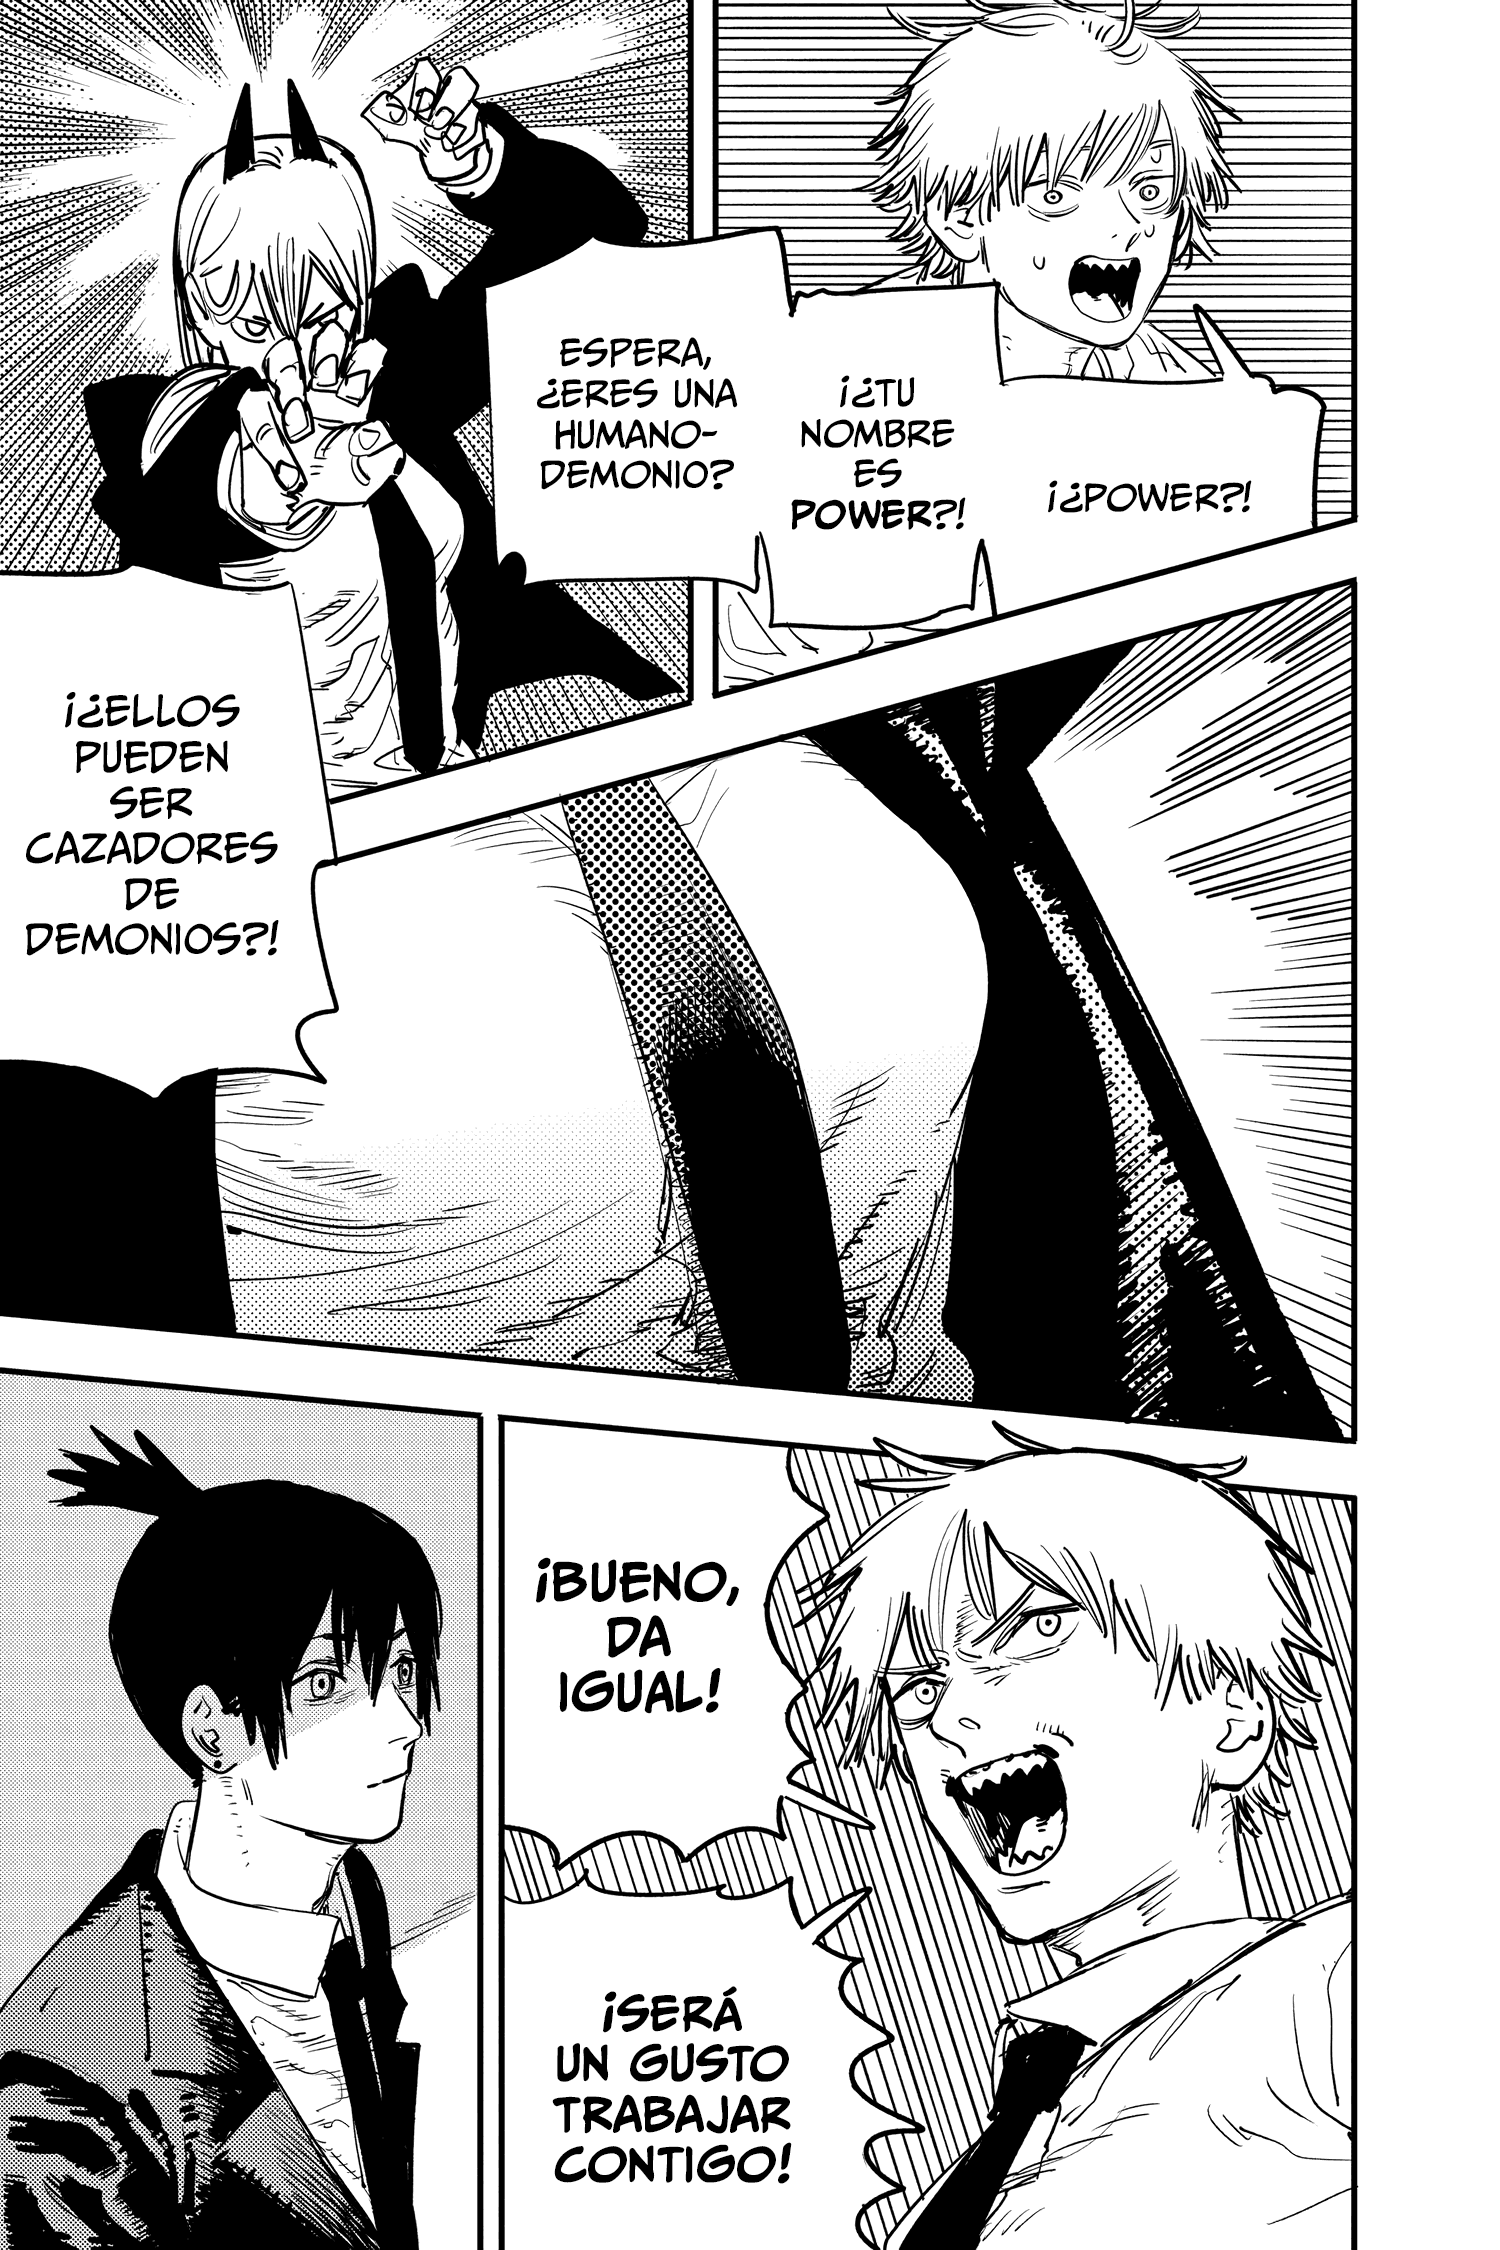 ¡¿POWER?!
¡¿TU
NOMBRE
ES
POWER?!
ESPERA,
¿ERES UNA
HUMANO-
DEMONIO?
¡¿ELLOS
PUEDEN
SER
CAZADORES
DE
DEMONIOS?!
¡BUENO,
DA
IGUAL!
¡SERÁ
UN GUSTO
TRABAJAR
CONTIGO!